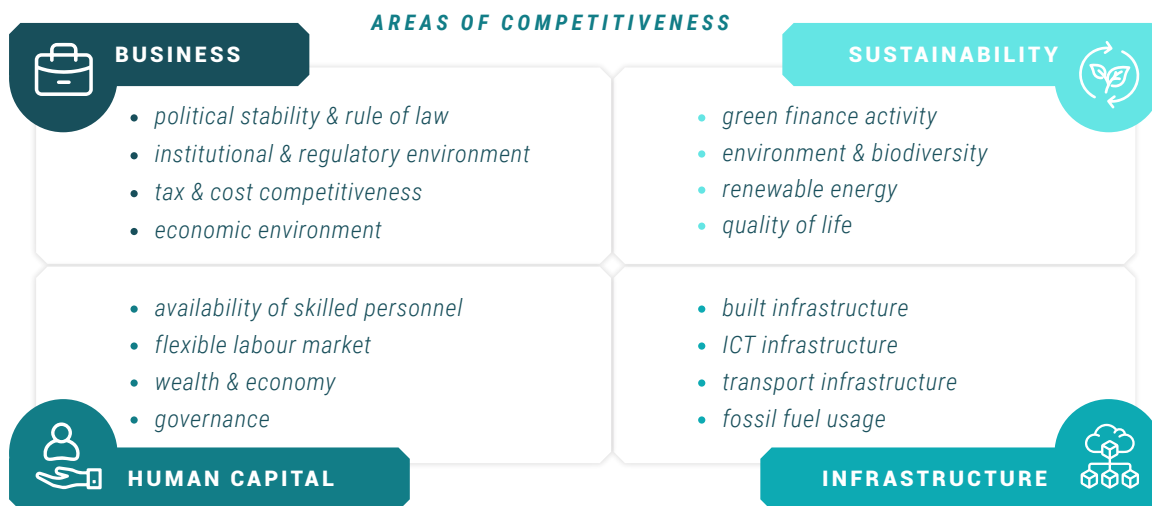 AREAS OF COMPETITIVENESS
BUSINESS
• political stability & rule of law
• institutional & regulatory environment
• tax & cost competitiveness
• economic environment
SUSTAINABILITY
• green finance activity
• environment & biodiversity
• renewable energy
• quality of life
• availability of skilled personnel
• flexible labour market
• wealth & economy
• governance
HUMAN CAPITAL
• built infrastructure
• ICT infrastructure
• transport infrastructure
• fossil fuel usage
INFRASTRUCTURE